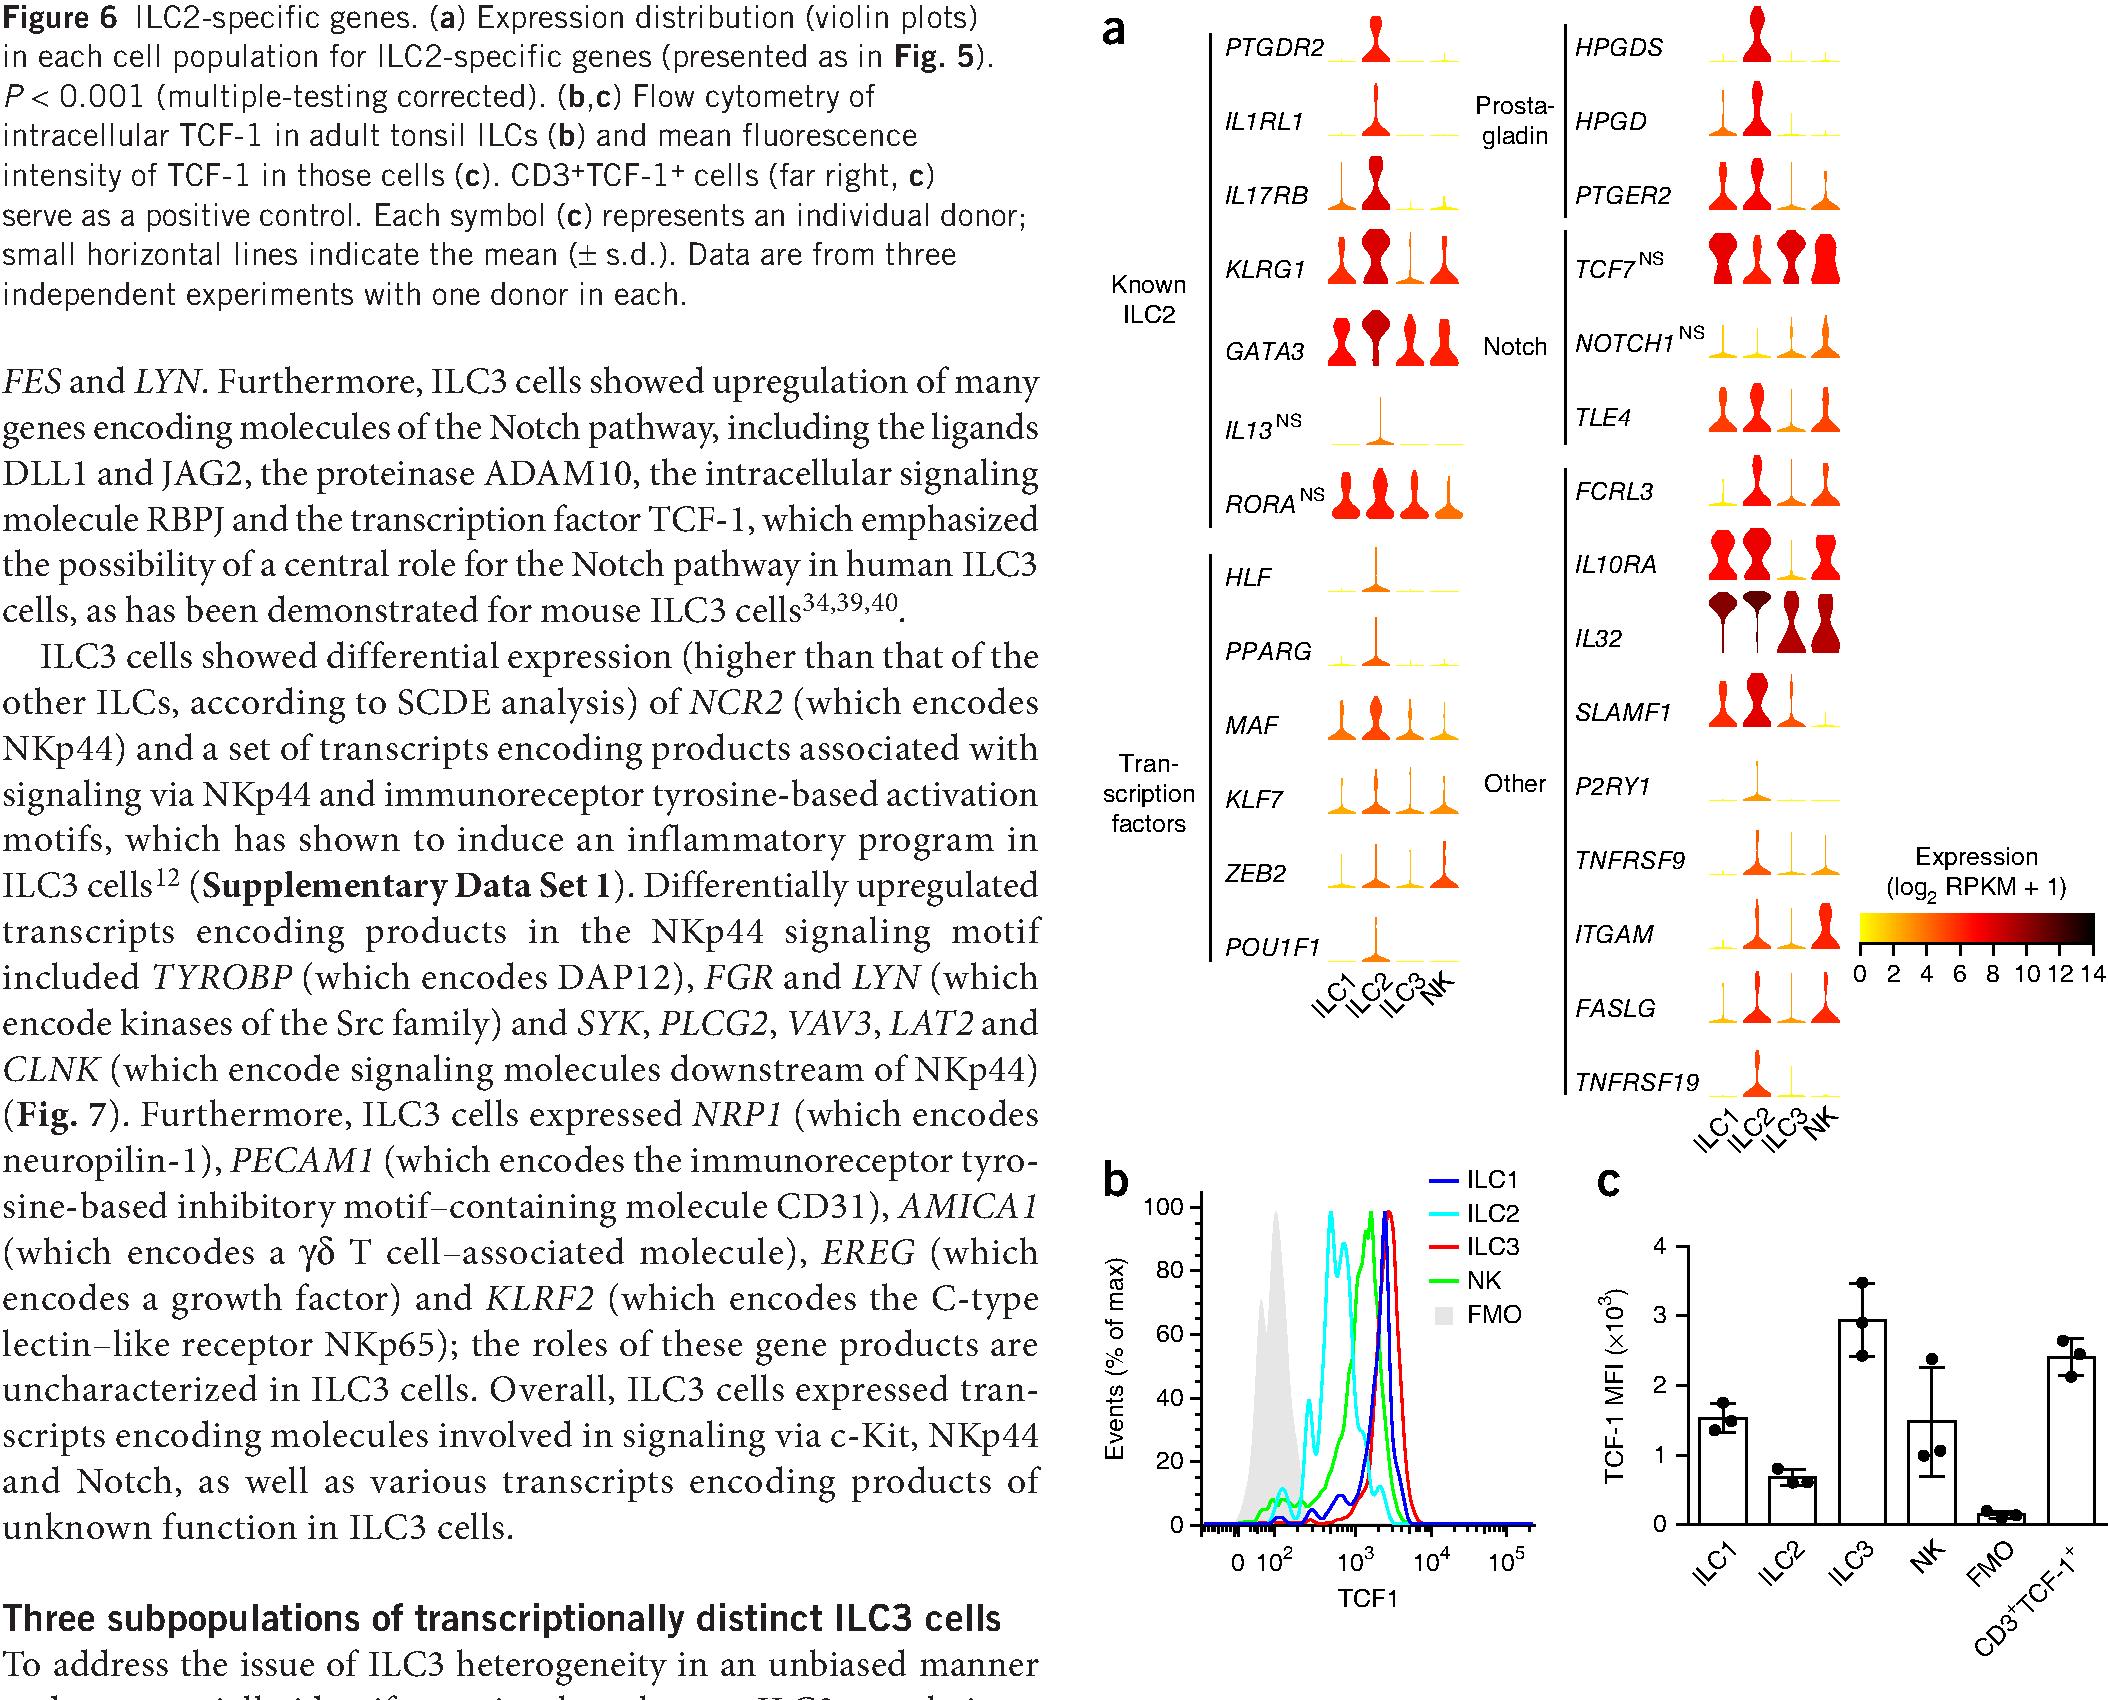 Figure 6 ILC2-specific genes. (a) Expression distribution (violin plots)
in each cell population for ILC2-specific genes (presented as in Fig. 5).
P < 0.001 (multiple-testing corrected). (b,c) Flow cytometry of
intracellular TCF-1 in adult tonsil ILCs (b) and mean fluorescence
intensity of TCF-1 in those cells (c). CD3⁺TCF-1⁺ cells (far right, c)
serve as a positive control. Each symbol (c) represents an individual donor;
small horizontal lines indicate the mean (± s.d.). Data are from three
independent experiments with one donor in each.
FES and LYN. Furthermore, ILC3 cells showed upregulation of many
genes encoding molecules of the Notch pathway, including the ligands
DLL1 and JAG2, the proteinase ADAM10, the intracellular signaling
molecule RBPJ and the transcription factor TCF-1, which emphasized
the possibility of a central role for the Notch pathway in human ILC3
cells, as has been demonstrated for mouse ILC3 cells³⁴,³⁹,⁴⁰.
ILC3 cells showed differential expression (higher than that of the
other ILCs, according to SCDE analysis) of NCR2 (which encodes
NKp44) and a set of transcripts encoding products associated with
signaling via NKp44 and immunoreceptor tyrosine-based activation
motifs, which has shown to induce an inflammatory program in
ILC3 cells¹² (Supplementary Data Set 1). Differentially upregulated
transcripts encoding products in the NKp44 signaling motif
included TYROBP (which encodes DAP12), FGR and LYN (which
encode kinases of the Src family) and SYK, PLCG2, VAV3, LAT2 and
CLNK (which encode signaling molecules downstream of NKp44)
(Fig. 7). Furthermore, ILC3 cells expressed NRP1 (which encodes
neuropilin-1), PECAM1 (which encodes the immunoreceptor tyro-
sine-based inhibitory motif–containing molecule CD31), AMICA1
(which encodes a γδ T cell–associated molecule), EREG (which
encodes a growth factor) and KLRF2 (which encodes the C-type
lectin–like receptor NKp65); the roles of these gene products are
uncharacterized in ILC3 cells. Overall, ILC3 cells expressed tran-
scripts encoding molecules involved in signaling via c-Kit, NKp44
and Notch, as well as various transcripts encoding products of
unknown function in ILC3 cells.
Three subpopulations of transcriptionally distinct ILC3 cells
To address the issue of ILC3 heterogeneity in an unbiased manner
a
Known
ILC2
PTGDR2
IL1RL1
IL17RB
KLRG1
GATA3
IL13 NS
RORA NS
Tran-
scription
factors
HLF
PPARG
MAF
KLF7
ZEB2
POU1F1
ILC1 ILC2 ILC3 NK
Prosta-
gladin
HPGDS
HPGD
PTGER2
Notch
TCF7 NS
NOTCH1 NS
TLE4
Other
FCRL3
IL10RA
IL32
SLAMF1
P2RY1
TNFRSF9
ITGAM
FASLG
TNFRSF19
ILC1 ILC2 ILC3 NK
Expression
(log₂ RPKM + 1)
0 2 4 6 8 10 12 14
b
Events (% of max)
100
80
60
40
20
0
0 10² 10³ 10⁴ 10⁵
TCF1
ILC1
ILC2
ILC3
NK
FMO
c
TCF-1 MFI (×10³)
4
3
2
1
0
ILC1 ILC2 ILC3 NK FMO CD3⁺TCF-1⁺